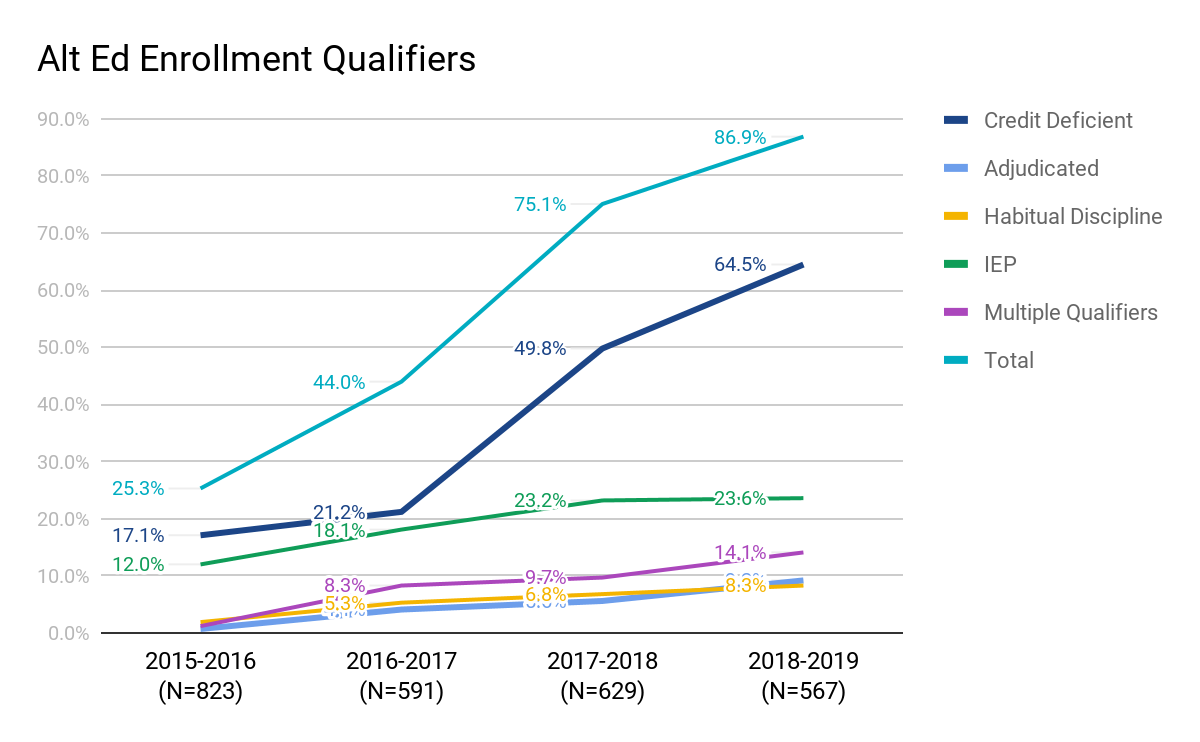 Alt Ed Enrollment Qualifiers
90.0%
80.0%
70.0%
60.0%
50.0%
40.0%
30.0%
20.0%
10.0%
0.0%
86.9%
75.1%
64.5%
49.8%
44.0%
25.3%
21.2%
17.1%
18.1%
12.0%
23.2%
23.6%
14.1%
8.3%
9.7%
5.3%
6.8%
8.3%
2015-2016
(N=823)
2016-2017
(N=591)
2017-2018
(N=629)
2018-2019
(N=567)
Credit Deficient
Adjudicated
Habitual Discipline
IEP
Multiple Qualifiers
Total